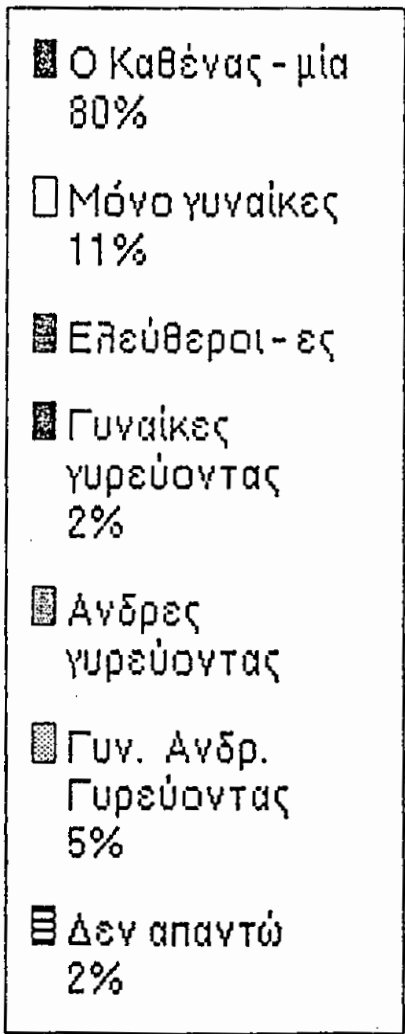 Ο Καθένας - μία
80%
Μόνο γυναίκες
11%
Ελεύθεροι - ες
Γυναίκες
γυρεύοντας
2%
Ανδρες
γυρεύοντας
Γυν. Ανδρ.
Γυρεύοντας
5%
Δεν απαντώ
2%